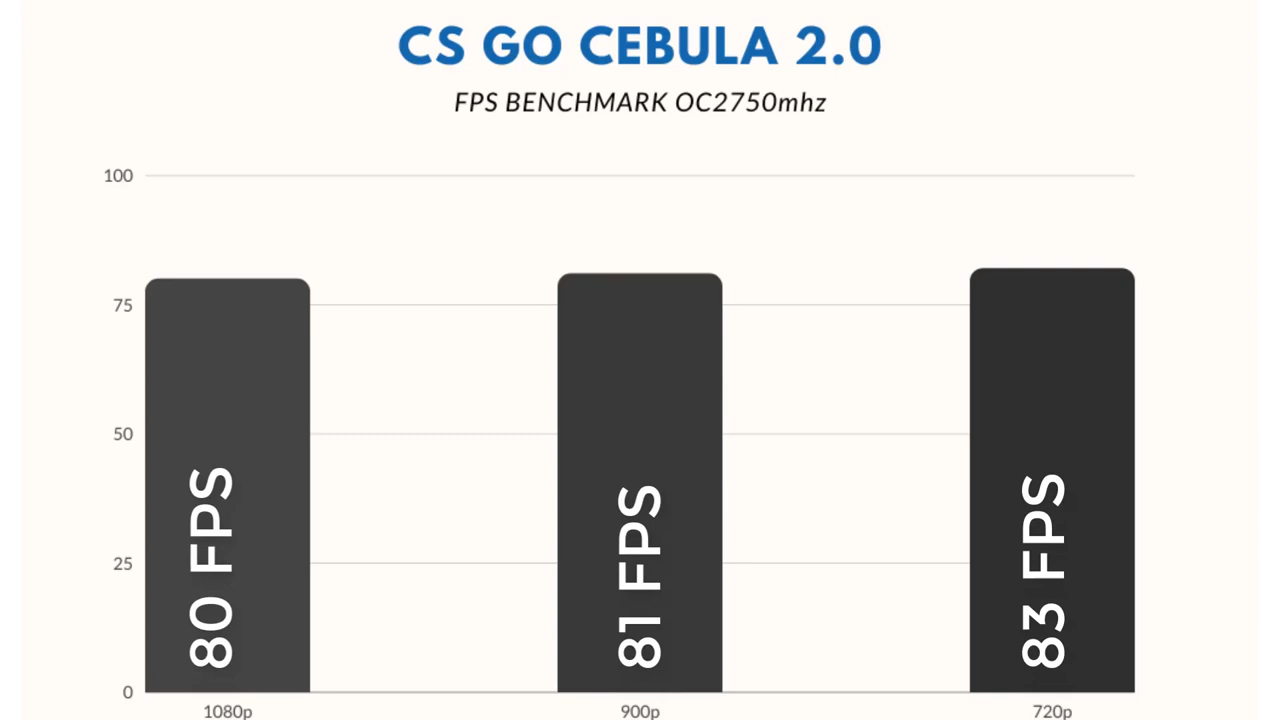 CS GO CEBULA 2.0
FPS BENCHMARK OC2750mhz
100
75
50
25
0
80 FPS
81 FPS
83 FPS
1080p
900p
720p